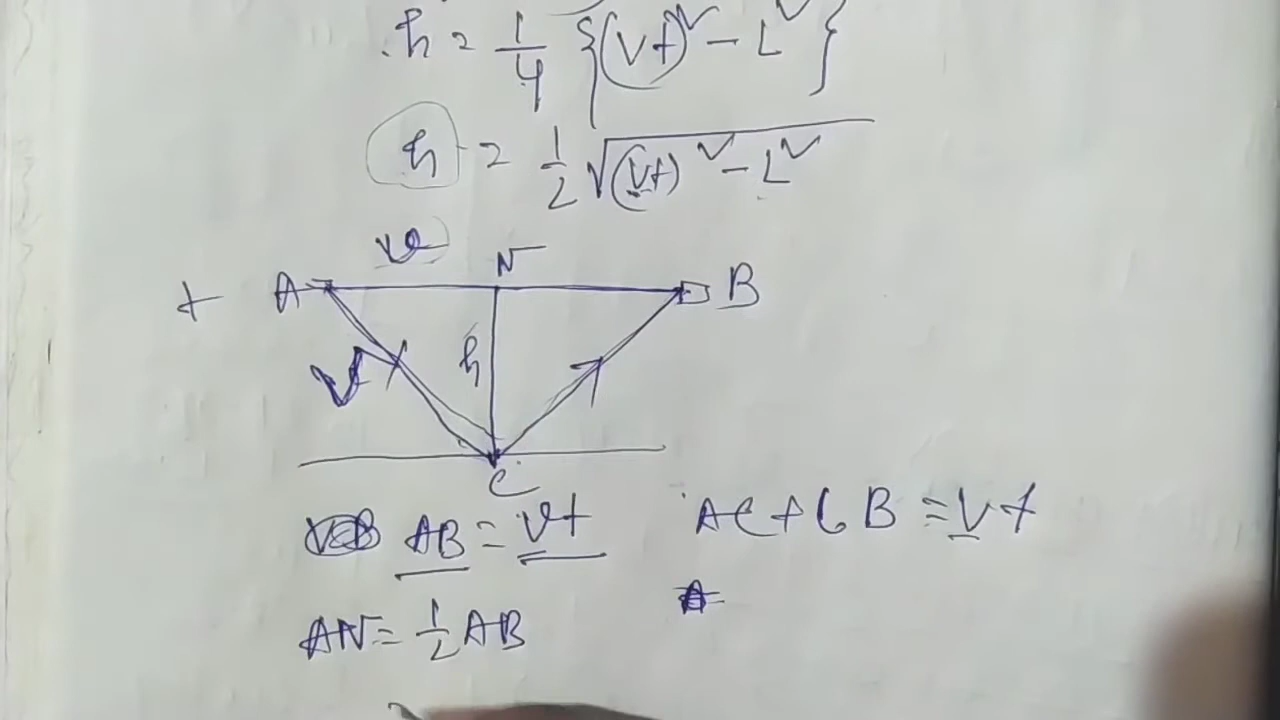 h = 1/4 {(Vt)² - L²}
h = 1/2 √(Vt)² - L²
v N
+ A B
V h
C
AB = vt AC + CB = Vt
AN = 1/2 AB A=